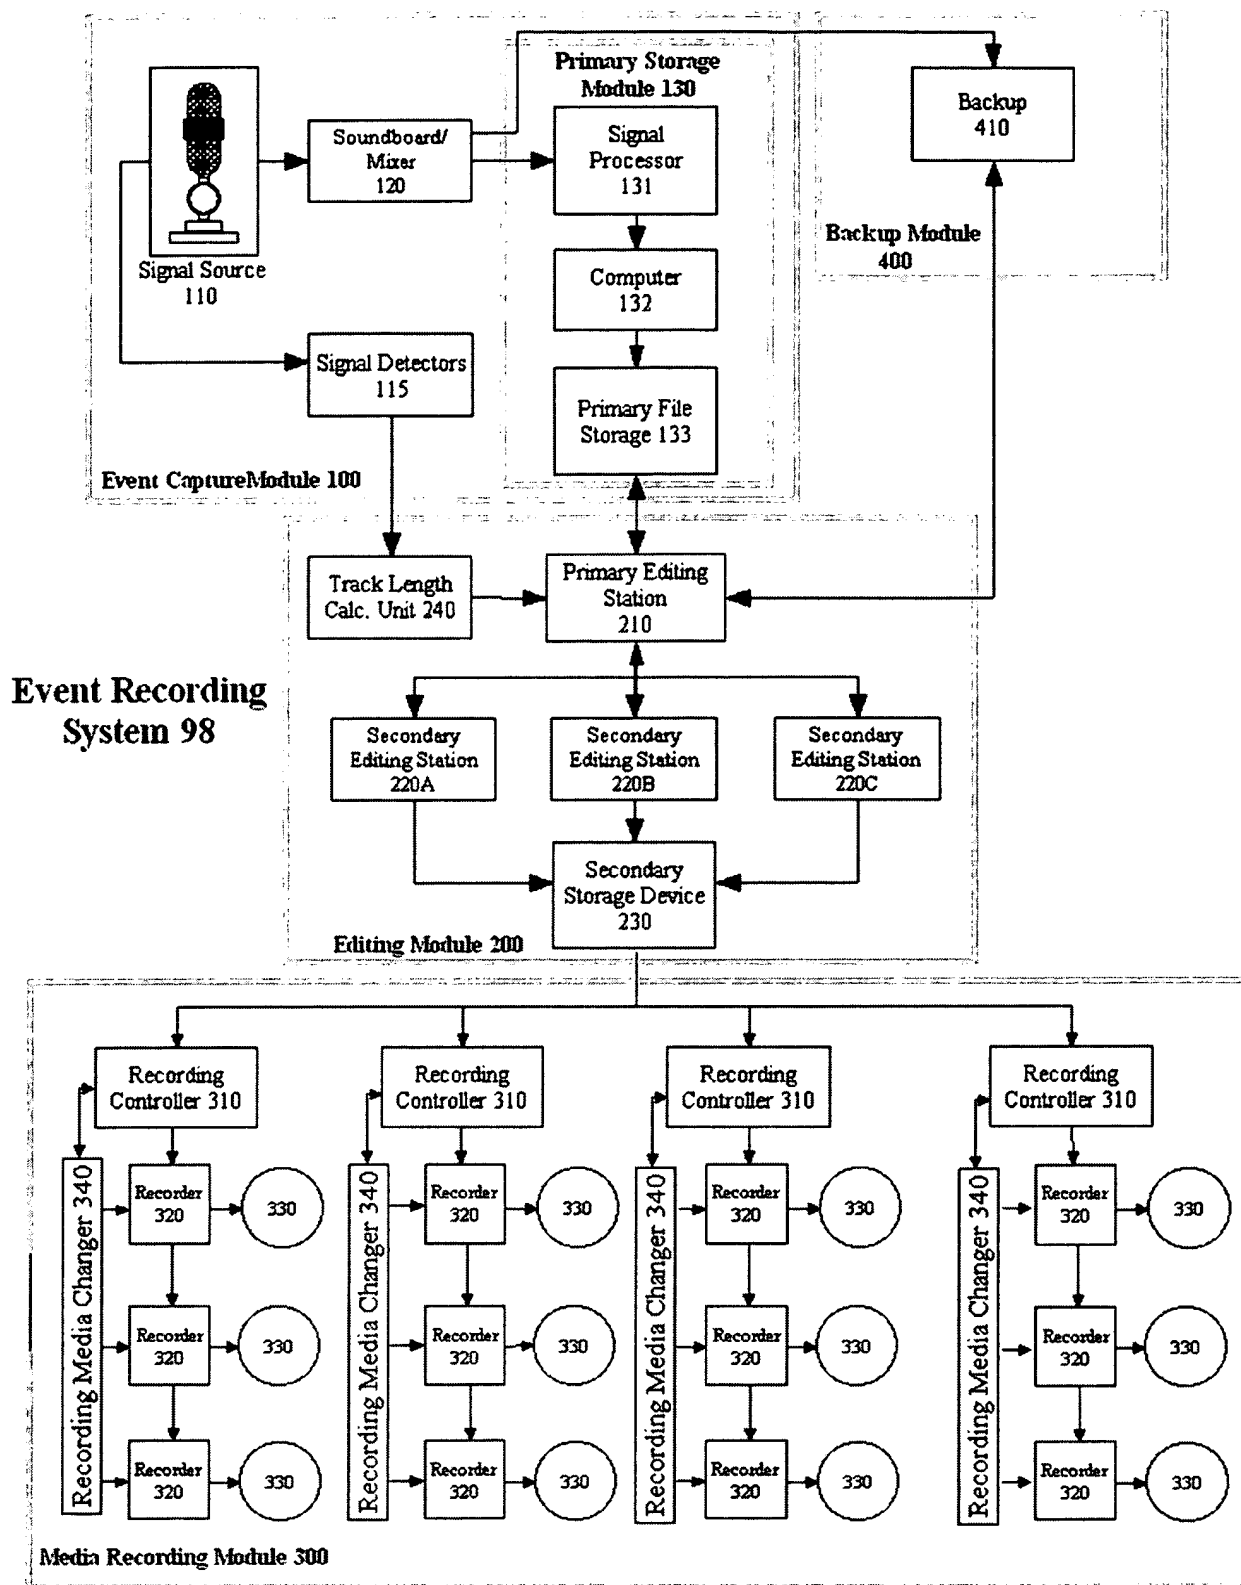 Primary Storage
Module 130
Backup
410
Soundboard/
Mixer
120
Signal
Processor
131
Backup Module
400
Signal Source
110
Computer
132
Signal Detectors
115
Primary File
Storage 133
Event CaptureModule 100
Track Length
Calc. Unit 240
Primary Editing
Station
210
Event Recording
System 98
Secondary
Editing Station
220A
Secondary
Editing Station
220B
Secondary
Editing Station
220C
Secondary
Storage Device
230
Editing Module 200
Recording
Controller 310
Recording
Controller 310
Recording
Controller 310
Recording
Controller 310
Recording Media Changer 340
Recorder
320
330
Recorder
320
330
Recorder
320
330
Recording Media Changer 340
Recorder
320
330
Recorder
320
330
Recorder
320
330
Recording Media Changer 340
Recorder
320
330
Recorder
320
330
Recorder
320
330
Recording Media Changer 340
Recorder
320
330
Recorder
320
330
Recorder
320
330
Media Recording Module 300